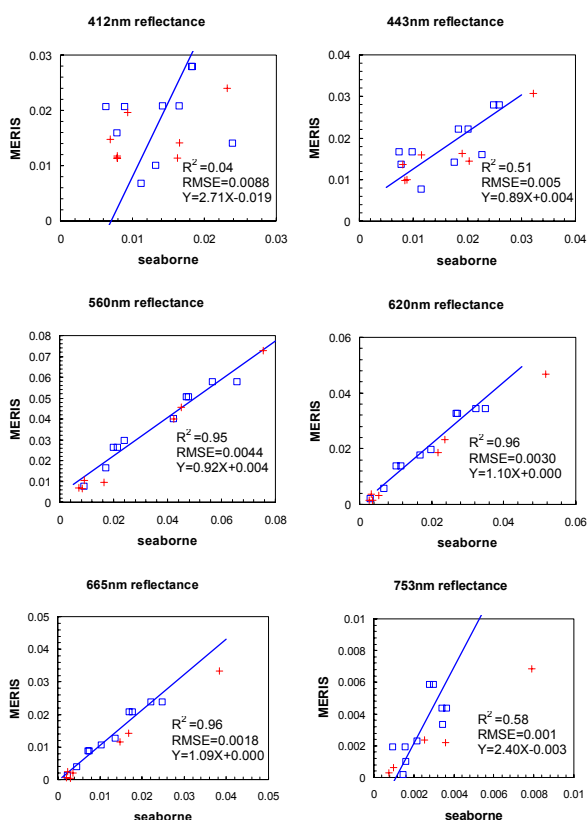 412nm reflectance
0.03
0.02
0.01
0
MERIS
R² = 0.04
RMSE=0.0088
Y=2.71X-0.019
0 0.01 0.02 0.03
seaborne
443nm reflectance
0.04
0.03
0.02
0.01
0
MERIS
R² = 0.51
RMSE=0.005
Y=0.89X+0.004
0 0.01 0.02 0.03 0.04
seaborne
560nm reflectance
0.08
0.07
0.06
0.05
0.04
0.03
0.02
0.01
0
MERIS
R² = 0.95
RMSE=0.0044
Y=0.92X+0.004
0 0.02 0.04 0.06 0.08
seaborne
620nm reflectance
0.06
0.04
0.02
0
MERIS
R² = 0.96
RMSE=0.0030
Y=1.10X+0.000
0 0.02 0.04 0.06
seaborne
665nm reflectance
0.05
0.04
0.03
0.02
0.01
0
MERIS
R² = 0.96
RMSE=0.0018
Y=1.09X+0.000
0 0.01 0.02 0.03 0.04 0.05
seaborne
753nm reflectance
0.01
0.008
0.006
0.004
0.002
0
MERIS
R² = 0.58
RMSE=0.001
Y=2.40X-0.003
0 0.002 0.004 0.006 0.008 0.01
seaborne